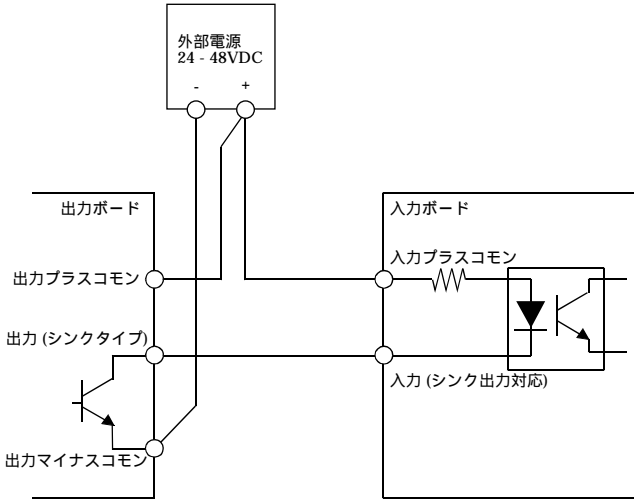 外部電源
24 - 48VDC
- +
出力ボード
入力ボード
入力プラスコモン
出力プラスコモン
出力 (シンクタイプ)
入力 (シンク出力対応)
出力マイナスコモン